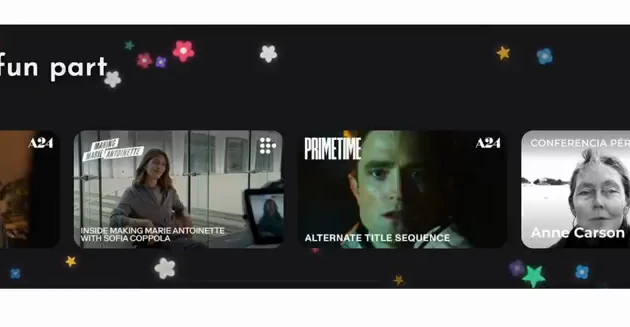 fun part
A24
MAKING
MARIE ANTOINETTE
INSIDE MAKING MARIE ANTOINETTE
WITH SOFIA COPPOLA
PRIMETIME
A24
ALTERNATE TITLE SEQUENCE
CONFERENCIA PÉR
Anne Carson